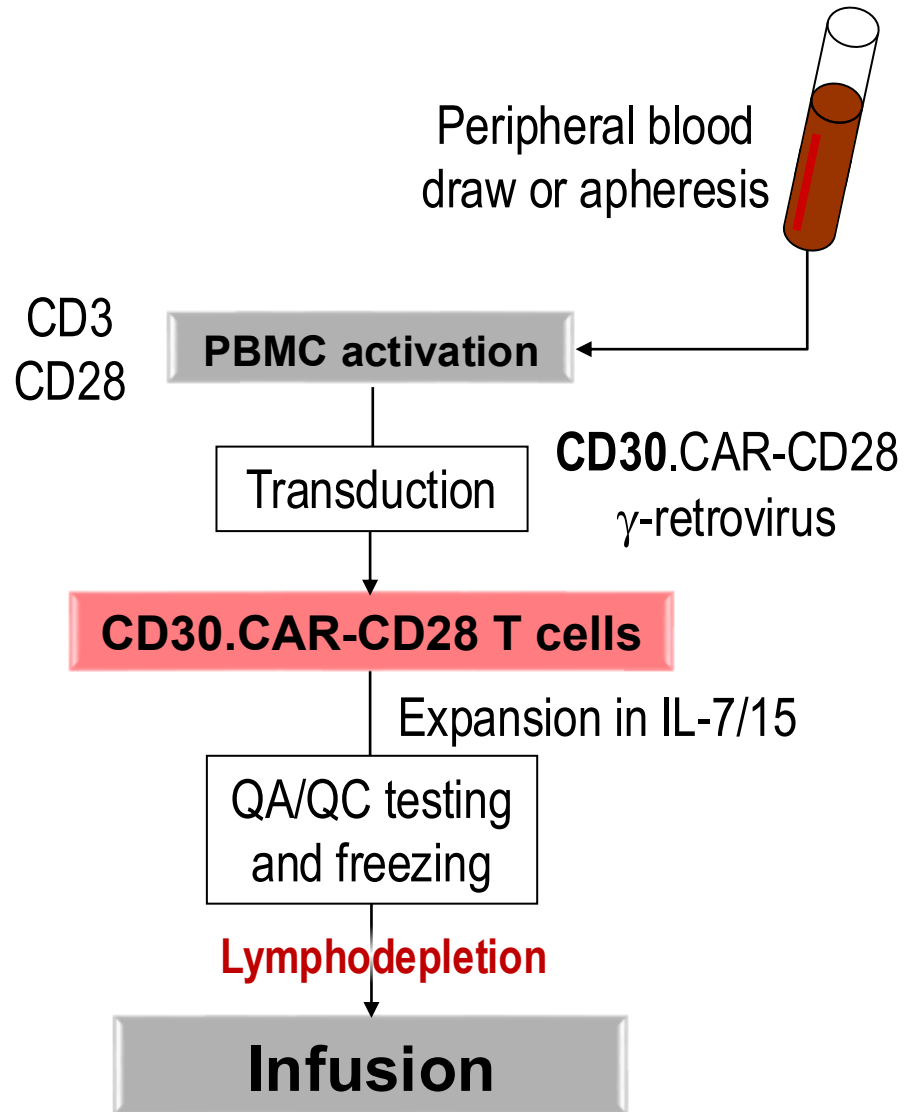 Peripheral blood
draw or apheresis
CD3
CD28
PBMC activation
CD30.CAR-CD28
γ-retrovirus
Transduction
CD30.CAR-CD28 T cells
Expansion in IL-7/15
QA/QC testing
and freezing
Lymphodepletion
Infusion